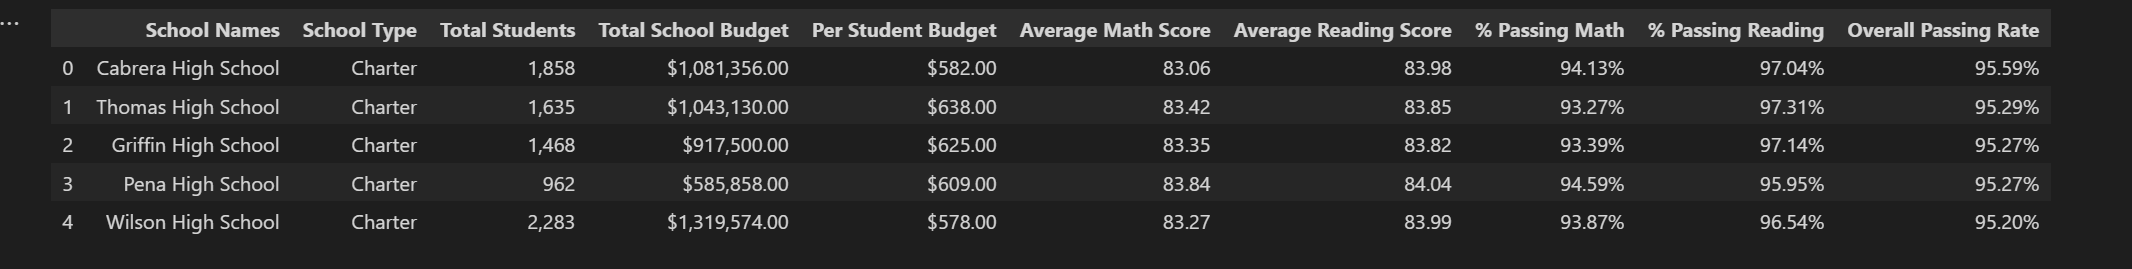 ...
School Names School Type Total Students Total School Budget Per Student Budget Average Math Score Average Reading Score % Passing Math % Passing Reading Overall Passing Rate
0 Cabrera High School Charter 1,858 $1,081,356.00 $582.00 83.06 83.98 94.13% 97.04% 95.59%
1 Thomas High School Charter 1,635 $1,043,130.00 $638.00 83.42 83.85 93.27% 97.31% 95.29%
2 Griffin High School Charter 1,468 $917,500.00 $625.00 83.35 83.82 93.39% 97.14% 95.27%
3 Pena High School Charter 962 $585,858.00 $609.00 83.84 84.04 94.59% 95.95% 95.27%
4 Wilson High School Charter 2,283 $1,319,574.00 $578.00 83.27 83.99 93.87% 96.54% 95.20%